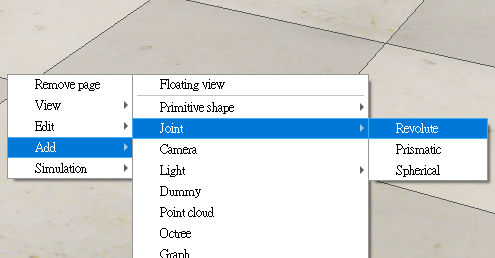 Remove page
View
Edit
Add
Simulation
Floating view
Primitive shape
Joint
Camera
Light
Dummy
Point cloud
Octree
Graph
Revolute
Prismatic
Spherical